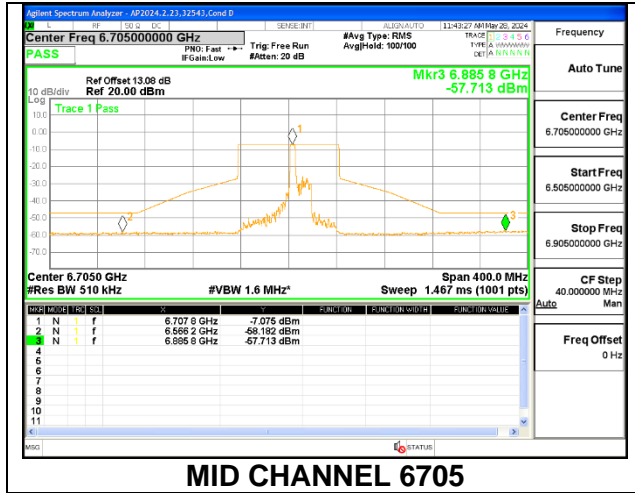 Agilent Spectrum Analyzer - AP2024.2.23,32543,Cond D
L RF 50 Ω DC SENSE:INT ALIGN AUTO 11:43:27 AM May 28, 2024
Center Freq 6.705000000 GHz #Avg Type: RMS TRACE 1 2 3 4 5 6
PASS PNO: Fast Trig: Free Run Avg|Hold: 100/100 TYPE A WWWWW
IFGain:Low #Atten: 20 dB DET A N N N N N
Frequency
Auto Tune
Center Freq
6.705000000 GHz
Start Freq
6.505000000 GHz
Stop Freq
6.905000000 GHz
CF Step
40.000000 MHz
Auto Man
Freq Offset
0 Hz
Mkr3 6.885 8 GHz
-57.713 dBm
Ref Offset 13.08 dB
10 dB/div Ref 20.00 dBm
Log
Trace 1 Pass
10.0
0.00
-10.0
-20.0
-30.0
-40.0
-50.0
-60.0
-70.0
1
2
3
Center 6.7050 GHz Span 400.0 MHz
#Res BW 510 kHz #VBW 1.6 MHz* Sweep 1.467 ms (1001 pts)
MKR MODE TRC SCL X Y FUNCTION FUNCTION WIDTH FUNCTION VALUE
1 N 1 f 6.707 8 GHz -7.075 dBm
2 N 1 f 6.566 2 GHz -58.192 dBm
3 N 1 f 6.885 8 GHz -57.713 dBm
4
5
6
7
8
9
10
11
MSG STATUS
MID CHANNEL 6705